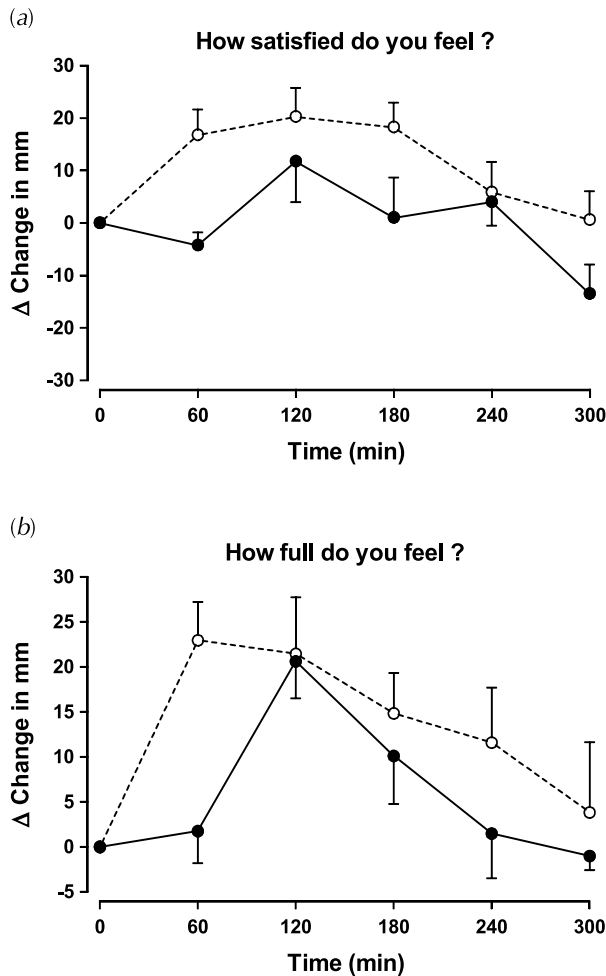 (a)
How satisfied do you feel ?
Δ Change in mm
30
20
10
0
-10
-20
-30
0 60 120 180 240 300
Time (min)
(b)
How full do you feel ?
Δ Change in mm
30
25
20
15
10
5
0
-5
0 60 120 180 240 300
Time (min)